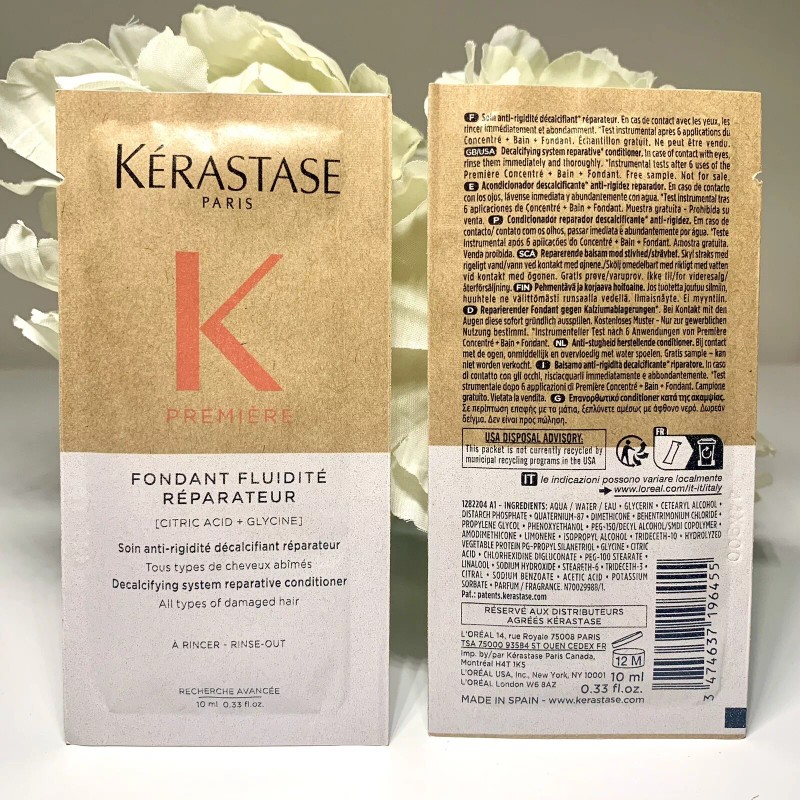 KÉRASTASE
PARIS
K
PREMIÈRE
FONDANT FLUIDITÉ
RÉPARATEUR
[CITRIC ACID + GLYCINE]
Soin anti-rigidité décalcifiant réparateur
Tous types de cheveux abîmés
Decalcifying system reparative conditioner
All types of damaged hair
À RINCER - RINSE-OUT
RECHERCHE AVANCÉE
10 ml 0.33 fl.oz.
F Soin anti-rigidité décalcifiant* réparateur. En cas de contact avec les yeux, les
rincer immédiatement et abondamment. *Test instrumental après 6 applications du
Concentré + Bain + Fondant. Échantillon gratuit. Ne peut être vendu.
GB/USA Decalcifying system reparative* conditioner. In case of contact with eyes,
rinse them immediately and thoroughly. *Instrumental tests after 6 uses of the
Première Concentré + Bain + Fondant. Free sample. Not for sale.
E Acondicionador descalcificante* anti-rigidez reparador. En caso de contacto
con los ojos, lávense inmediata y abundantemente con agua. *Test instrumental tras
6 aplicaciones de Concentré + Bain + Fondant. Muestra gratuita - Prohibida su
venta. P Condicionador reparador descalcificante* anti-rigidez. Em caso de
contacto/ contato com os olhos, passar imediata e abundantemente por água. *Teste
Instrumental após 6 aplicações do Concentré + Bain + Fondant. Amostra gratuita.
Venda proibida. SCA Reparerende balsam mod stivhed/stråvhet. Skyl straks med
rigeligt vand/vann ved kontakt med øjnene./Skölj omedelbart med rikligt med vatten
vid kontakt med ögonen. Gratis prøve/varuprov. Ikke til/for videresalg/
återförsäljning. FIN Pehmentävä ja korjaava hoitoaine. Jos tuotetta joutuu silmiin,
huuhtele ne välittömästi runsaalla vedellä. Ilmaisnäyte. Ei myyntiin.
D Reparierender Fondant gegen Kalziumablagerungen*. Bei Kontakt mit den
Augen diese sofort gründlich ausspülen. Kostenloses Muster - Nur zur gewerblichen
Nutzung bestimmt. *Instrumenteller Test nach 6 Anwendungen von Première
Concentré + Bain + Fondant. NL Anti-stugheid herstellende conditioner. Bij contact
met de ogen, onmiddellijk en overvloedig met water spoelen. Gratis sample – kan
niet worden verkocht. I Balsamo anti-rigidità decalcificante* riparatore. In caso
di contatto con gli occhi, risciacquarli immediatamente e abbondantemente. *Test
strumentale dopo 6 applicazioni di Première Concentré + Bain + Fondant. Campione
gratuito. Vietata la vendita. G Επανορθωτικό conditioner κατά της ακαμψίας.
Σε περίπτωση επαφής με τα μάτια, ξεπλύνετε αμέσως με άφθονο νερό. Δωρεάν
δείγμα. Δεν είναι προς πώληση.
USA DISPOSAL ADVISORY:
This packet is not currently recycled by
municipal recycling programs in the USA
FR
IT le indicazioni possono variare localmente
www.loreal.com/it-it/italy
1282204 A1 - INGREDIENTS: AQUA / WATER / EAU • GLYCERIN • CETEARYL ALCOHOL •
DISTARCH PHOSPHATE • QUATERNIUM-87 • DIMETHICONE • BEHENTRIMONIUM CHLORIDE •
PROPYLENE GLYCOL • PHENOXYETHANOL • PEG-150/DECYL ALCOHOL/SMDI COPOLYMER •
AMODIMETHICONE • LIMONENE • ISOPROPYL ALCOHOL • TRIDECETH-10 • HYDROLYZED
VEGETABLE PROTEIN PG-PROPYL SILANETRIOL • GLYCINE • CITRIC
ACID • CHLORHEXIDINE DIGLUCONATE • PEG-100 STEARATE •
LINALOOL • SODIUM HYDROXIDE • STEARETH-6 • TRIDECETH-3 •
CITRAL • SODIUM BENZOATE • ACETIC ACID • POTASSIUM
SORBATE • PARFUM / FRAGRANCE. N70029988/1.
Pat.: patents.kerastase.com
RÉSERVÉ AUX DISTRIBUTEURS
AGRÉÉS KÉRASTASE
L'ORÉAL 14, rue Royale 75008 PARIS
TSA 75000 93584 ST OUEN CEDEX FR
Imp. by/par Kérastase Paris Canada,
Montréal H4T 1K5
L'ORÉAL USA, Inc., New York, NY 10001
L'ORÉAL London W6 8AZ
12 M
10 ml
0.33 fl.oz.
MADE IN SPAIN - www.kerastase.com
3 474637 196455